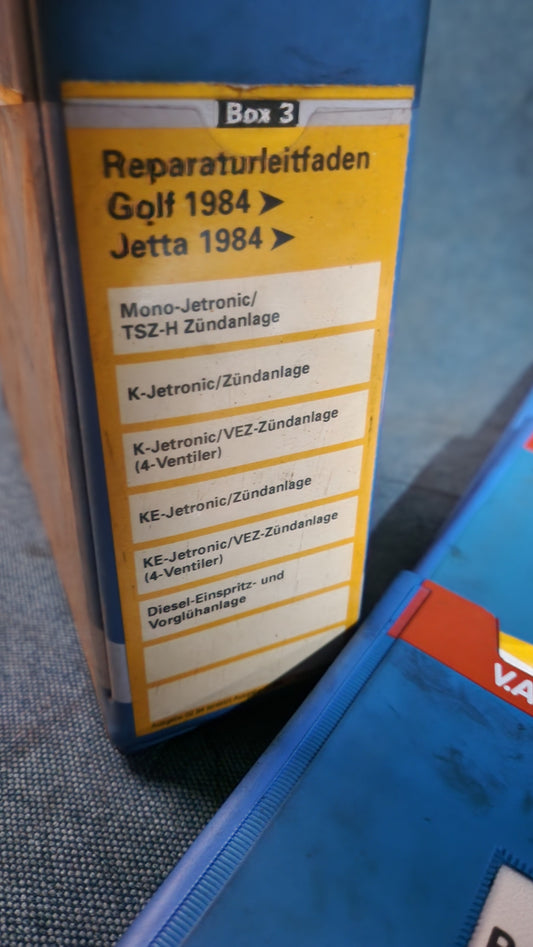 Box 3
Reparaturleitfaden
Golf 1984 ➤
Jetta 1984 ➤
Mono-Jetronic/
TSZ-H Zündanlage
K-Jetronic/Zündanlage
K-Jetronic/VEZ-Zündanlage
(4-Ventiler)
KE-Jetronic/Zündanlage
KE-Jetronic/VEZ-Zündanlage
(4-Ventiler)
Diesel-Einspritz- und
Vorglühanlage
V.A